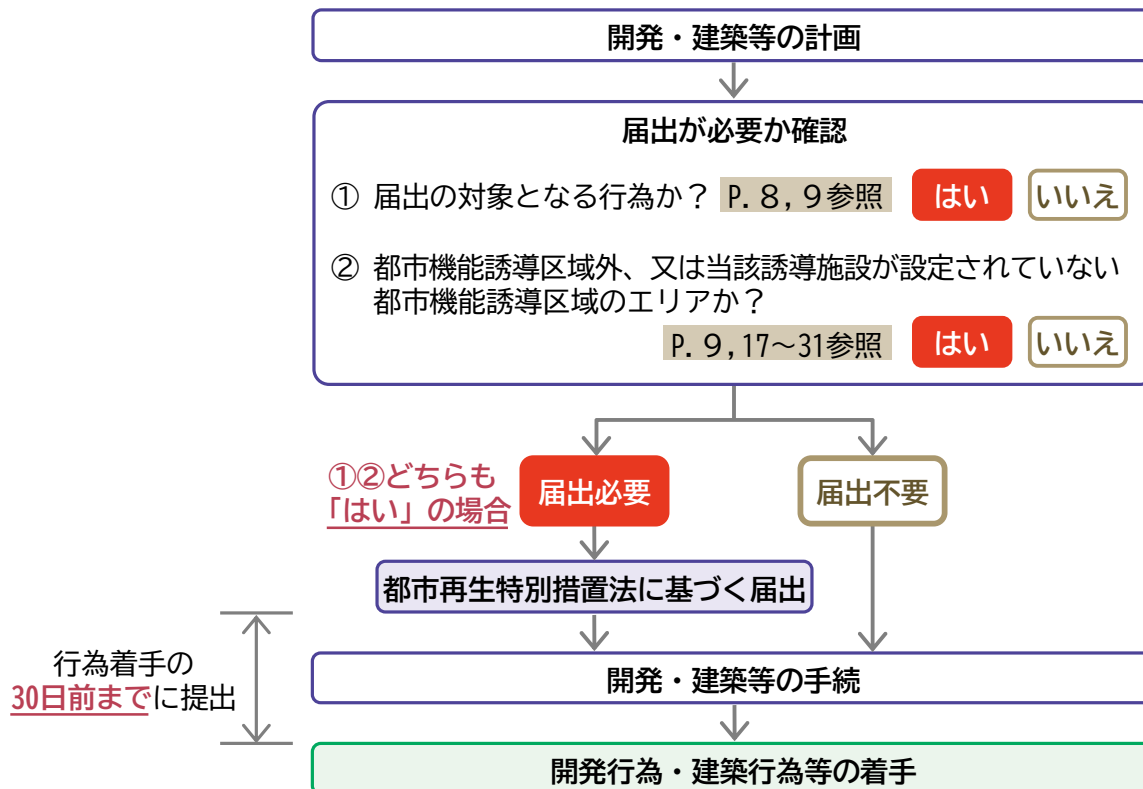 開発・建築等の計画
届出が必要か確認
① 届出の対象となる行為か? P.8,9参照 はい いいえ
② 都市機能誘導区域外、又は当該誘導施設が設定されていない
都市機能誘導区域のエリアか?
P.9,17～31参照 はい いいえ
①②どちらも
「はい」の場合
届出必要
届出不要
都市再生特別措置法に基づく届出
行為着手の
30日前までに提出
開発・建築等の手続
開発行為・建築行為等の着手